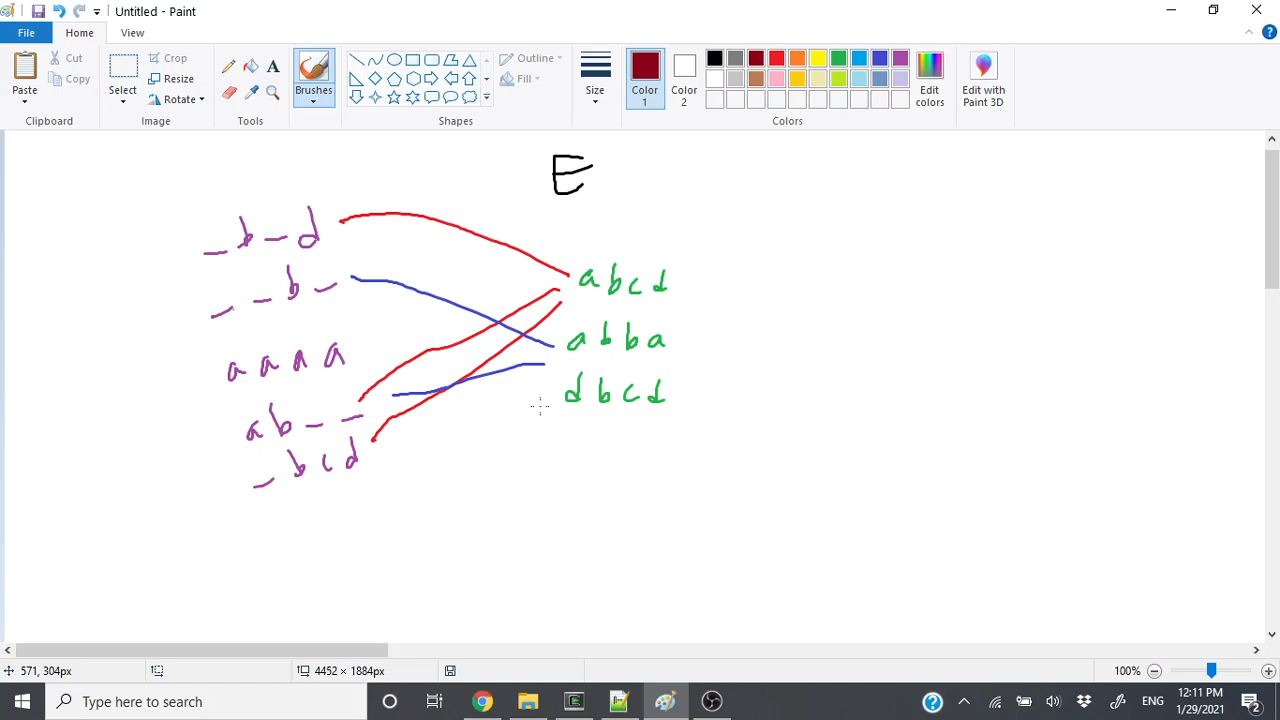 Untitled - Paint
File Home View
Paste Cut Copy Clipboard
Select Crop Resize Rotate Image
A Tools
Brushes
Outline Fill Shapes
Size
Color 1 Color 2 Edit colors Colors
Edit with Paint 3D
E
_ b _ d
_ _ b _
a a a a
a b _ _
_ b c d
a b c d
a b b a
d b c d
571, 304px 4452 × 1884px 100%
Type here to search
ENG 12:11 PM 1/29/2021 2